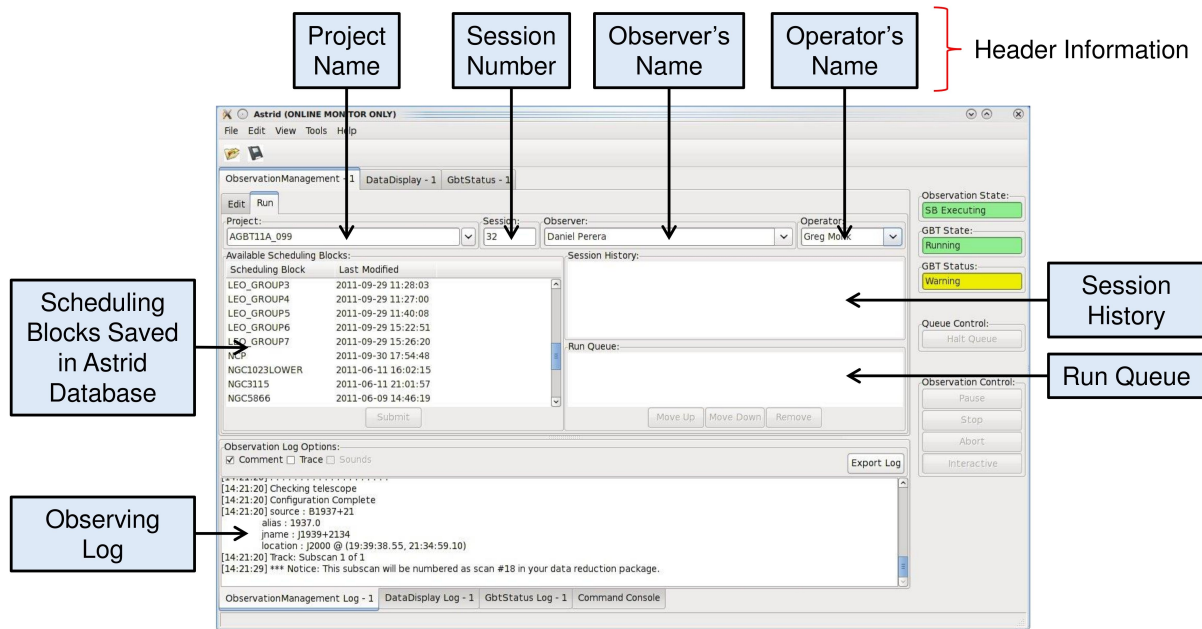 Project
Name
Session
Number
Observer's
Name
Operator's
Name
Header Information
Astrid (ONLINE MONITOR ONLY)
File Edit View Tools Help
ObservationManagement - 1 DataDisplay - 1 GbtStatus - 1
Edit Run
Project: Session: Observer: Operator:
AGBT11A_099 32 Daniel Perera Greg Monk
Available Scheduling Blocks:
Scheduling Block Last Modified
LEO_GROUP3 2011-09-29 11:28:03
LEO_GROUP4 2011-09-29 11:27:00
LEO_GROUP5 2011-09-29 11:40:08
LEO_GROUP6 2011-09-29 15:22:51
LEO_GROUP7 2011-09-29 15:26:20
NCP 2011-09-30 17:54:48
NGC1023LOWER 2011-06-11 16:02:15
NGC3115 2011-06-11 21:01:57
NGC5866 2011-06-09 14:46:19
Submit
Session History:
Run Queue:
Move Up Move Down Remove
Observation State:
SB Executing
GBT State:
Running
GBT Status:
Warning
Queue Control:
Halt Queue
Observation Control:
Pause
Stop
Abort
Interactive
Scheduling
Blocks Saved
in Astrid
Database
Session
History
Run Queue
Observation Log Options:
Comment Trace Sounds
Export Log
[14:21:20] . . . . . . . . . . . . . . . . . . . .
[14:21:20] Checking telescope
[14:21:20] Configuration Complete
[14:21:20] source : B1937+21
alias : 1937.0
jname : J1939+2134
location : J2000 @ (19:39:38.55, 21:34:59.10)
[14:21:20] Track: Subscan 1 of 1
[14:21:29] *** Notice: This subscan will be numbered as scan #18 in your data reduction package.
Observing
Log
ObservationManagement Log - 1 DataDisplay Log - 1 GbtStatus Log - 1 Command Console